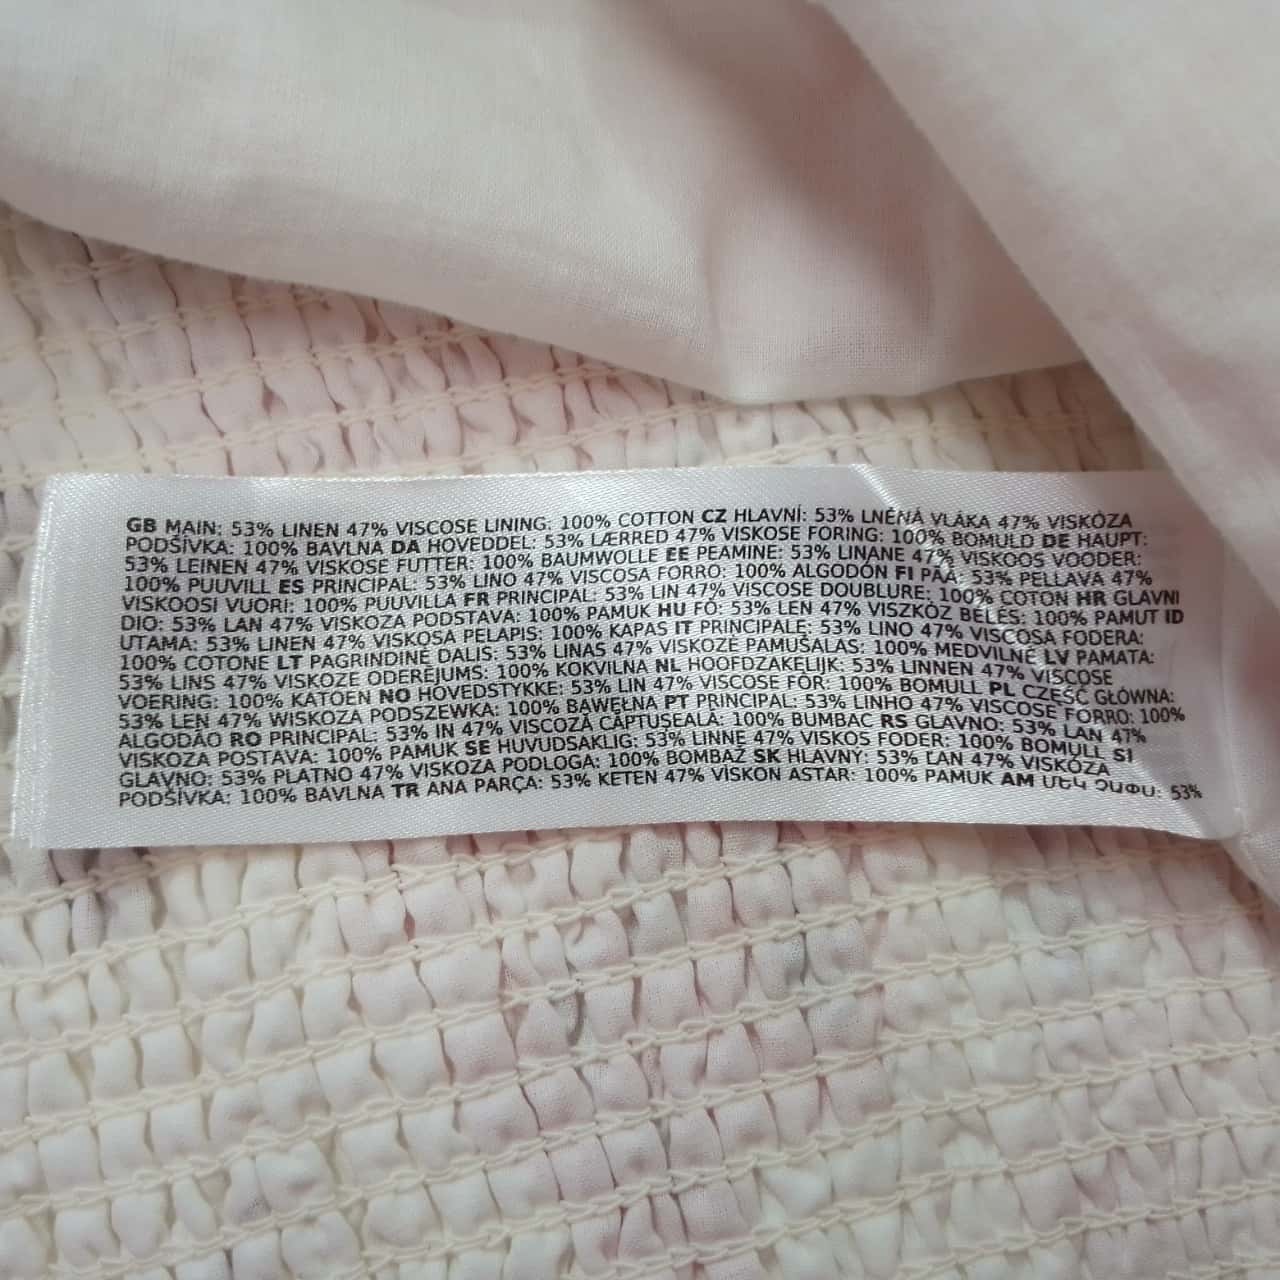 GB MAIN: 53% LINEN 47% VISCOSE LINING: 100% COTTON CZ HLAVNÍ: 53% LNĚNÁ VLÁKA 47% VISKÓZA
PODŠÍVKA: 100% BAVLNA DA HOVEDDEL: 53% LÆRRED 47% VISKOSE FORING: 100% BOMULD DE HAUPT:
53% LEINEN 47% VISKOSE FUTTER: 100% BAUMWOLLE EE PEAMINE: 53% LINANE 47% VISKOOS VOODER:
100% PUUVILL ES PRINCIPAL: 53% LINO 47% VISCOSA FORRO: 100% ALGODÓN FI PÄÄ: 53% PELLAVA 47%
VISKOOSI VUORI: 100% PUUVILLA FR PRINCIPAL: 53% LIN 47% VISCOSE DOUBLURE: 100% COTON HR GLAVNI
DIO: 53% LAN 47% VISKOZA PODSTAVA: 100% PAMUK HU FŐ: 53% LEN 47% VISZKÓZ BÉLÉS: 100% PAMUT ID
UTAMA: 53% LINEN 47% VISKOSA PELAPIS: 100% KAPAS IT PRINCIPALE: 53% LINO 47% VISCOSA FODERA:
100% COTONE LT PAGRINDINĖ DALIS: 53% LINAS 47% VISKOZĖ PAMUŠALAS: 100% MEDVILNĖ LV PAMATA:
53% LINS 47% VISKOZE ODERĒJUMS: 100% KOKVILNA NL HOOFDZAKELIJK: 53% LINNEN 47% VISCOSE
VOERING: 100% KATOEN NO HOVEDSTYKKE: 53% LIN 47% VISCOSE FÔR: 100% BOMULL PL CZĘŚĆ GŁÓWNA:
53% LEN 47% WISKOZA PODSZEWKA: 100% BAWEŁNA PT PRINCIPAL: 53% LINHO 47% VISCOSE FORRO: 100%
ALGODÃO RO PRINCIPAL: 53% IN 47% VISCOZĂ CĂPTUȘEALĂ: 100% BUMBAC RS GLAVNO: 53% LAN 47%
VISKOZA POSTAVA: 100% PAMUK SE HUVUDSAKLIG: 53% LINNE 47% VISKOS FODER: 100% BOMULL SI
GLAVNO: 53% PLATNO 47% VISKOZA PODLOGA: 100% BOMBAŽ SK HLAVNÝ: 53% ĽAN 47% VISKÓZA
PODŠÍVKA: 100% BAVLNA TR ANA PARÇA: 53% KETEN 47% VİSKON ASTAR: 100% PAMUK AM ՄԵԿ ՉԱՓՍ: 53%